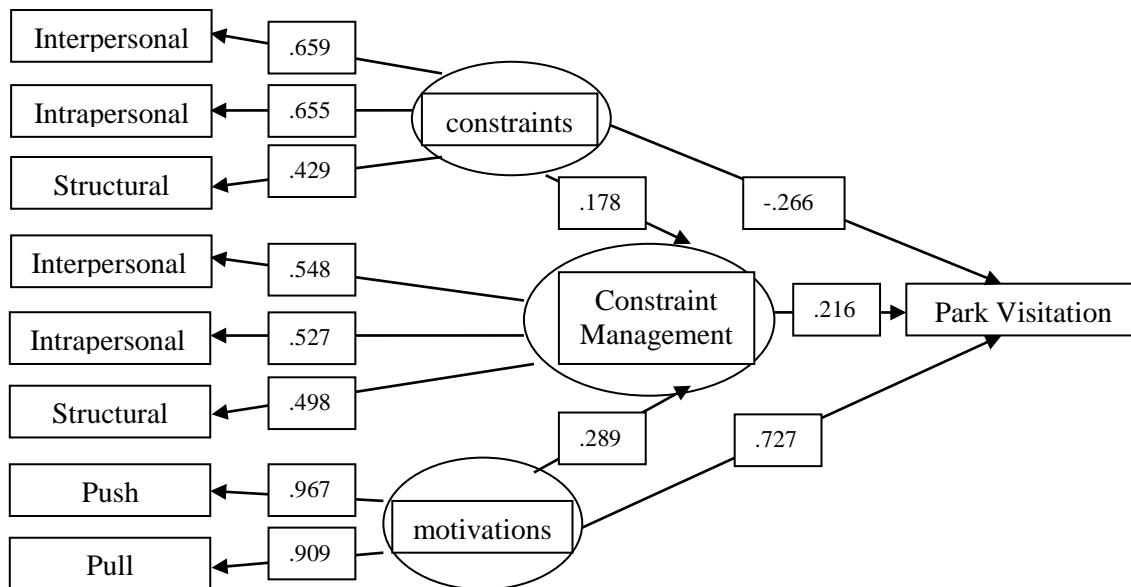 Interpersonal
.659
Intrapersonal
.655
constraints
Structural
.429
.178
-.266
Interpersonal
.548
Constraint
Management
.216
Park Visitation
Intrapersonal
.527
Structural
.498
.289
.727
Push
.967
motivations
Pull
.909